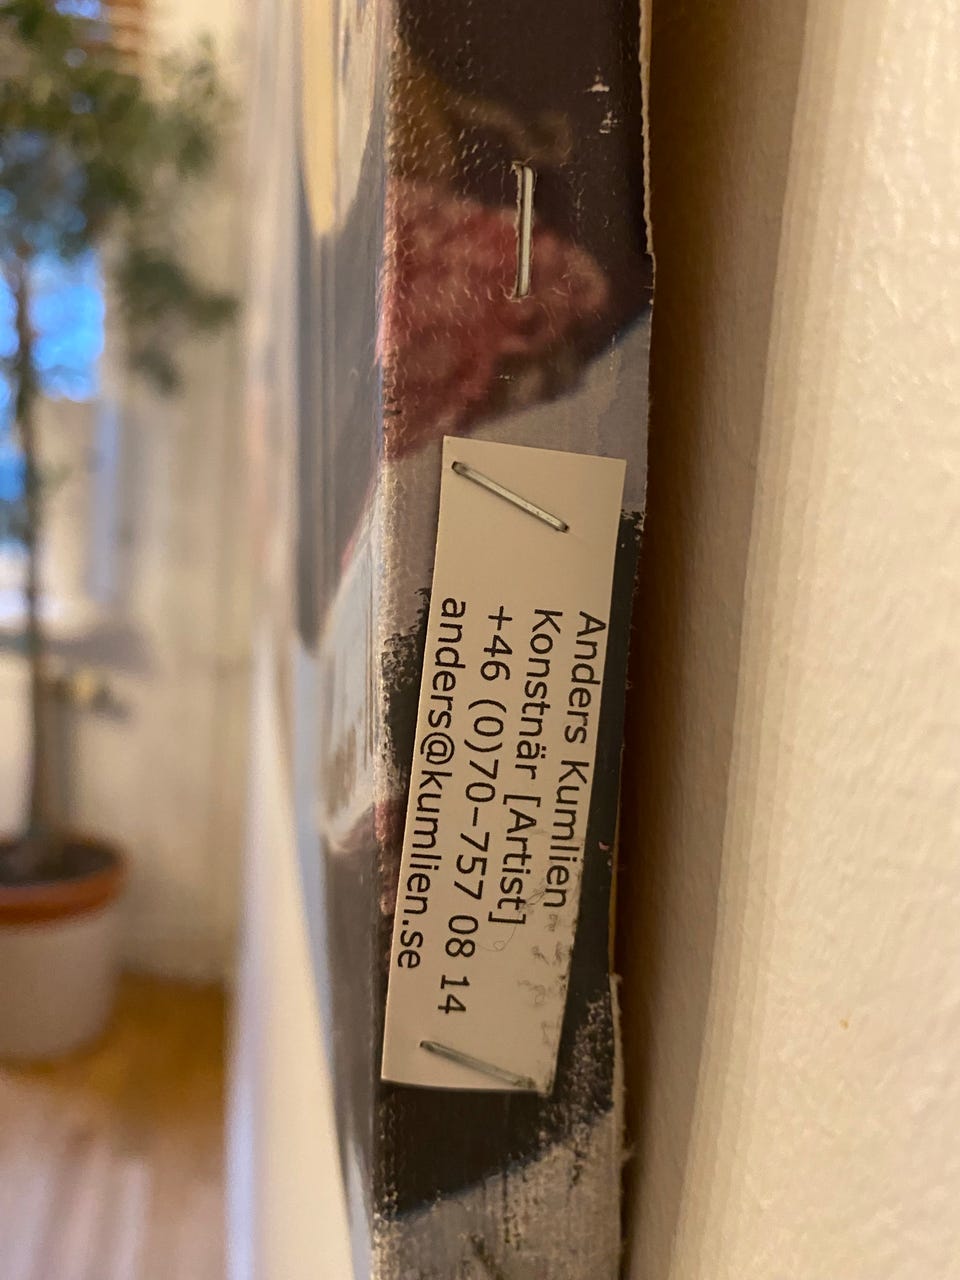 Anders Kumlien
Konstnär [Artist]
+46 (0)70-757 08 14
anders@kumlien.se